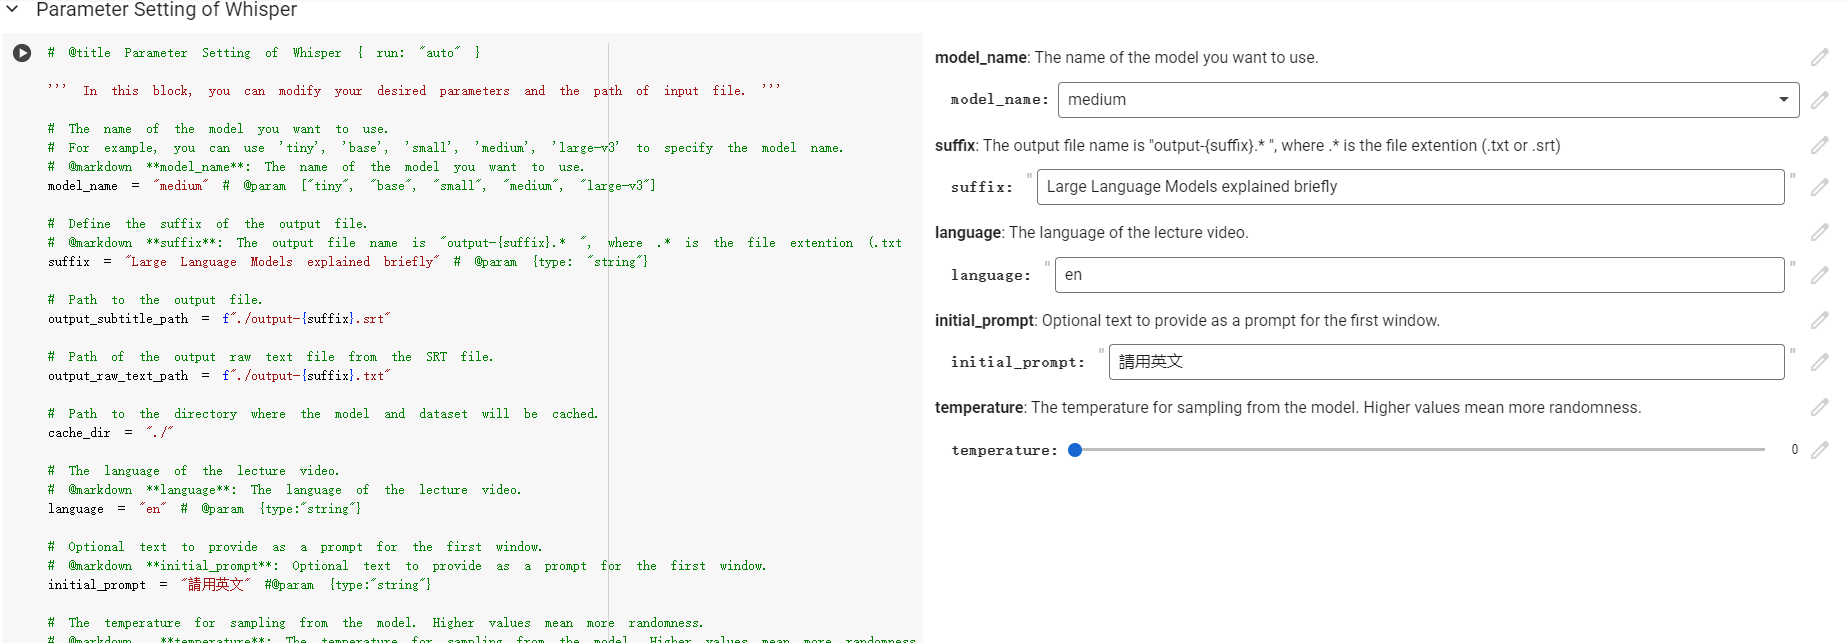 Parameter Setting of Whisper
# @title Parameter Setting of Whisper { run: "auto" }
''' In this block, you can modify your desired parameters and the path of input file. '''
# The name of the model you want to use.
# For example, you can use 'tiny', 'base', 'small', 'medium', 'large-v3' to specify the model name.
# @markdown **model_name**: The name of the model you want to use.
model_name = "medium" # @param ["tiny", "base", "small", "medium", "large-v3"]
# Define the suffix of the output file.
# @markdown **suffix**: The output file name is "output-{suffix}.* ", where .* is the file extention (.txt
suffix = "Large Language Models explained briefly" # @param {type: "string"}
# Path to the output file.
output_subtitle_path = f"./output-{suffix}.srt"
# Path of the output raw text file from the SRT file.
output_raw_text_path = f"./output-{suffix}.txt"
# Path to the directory where the model and dataset will be cached.
cache_dir = "./"
# The language of the lecture video.
# @markdown **language**: The language of the lecture video.
language = "en" # @param {type:"string"}
# Optional text to provide as a prompt for the first window.
# @markdown **initial_prompt**: Optional text to provide as a prompt for the first window.
initial_prompt = "請用英文" #@param {type:"string"}
# The temperature for sampling from the model. Higher values mean more randomness.
# @markdown **temperature**: The temperature for sampling from the model. Higher values mean more randomness
model_name: The name of the model you want to use.
model_name: medium
suffix: The output file name is "output-{suffix}.* ", where .* is the file extention (.txt or .srt)
suffix: " Large Language Models explained briefly "
language: The language of the lecture video.
language: " en "
initial_prompt: Optional text to provide as a prompt for the first window.
initial_prompt: " 請用英文 "
temperature: The temperature for sampling from the model. Higher values mean more randomness.
temperature: 0